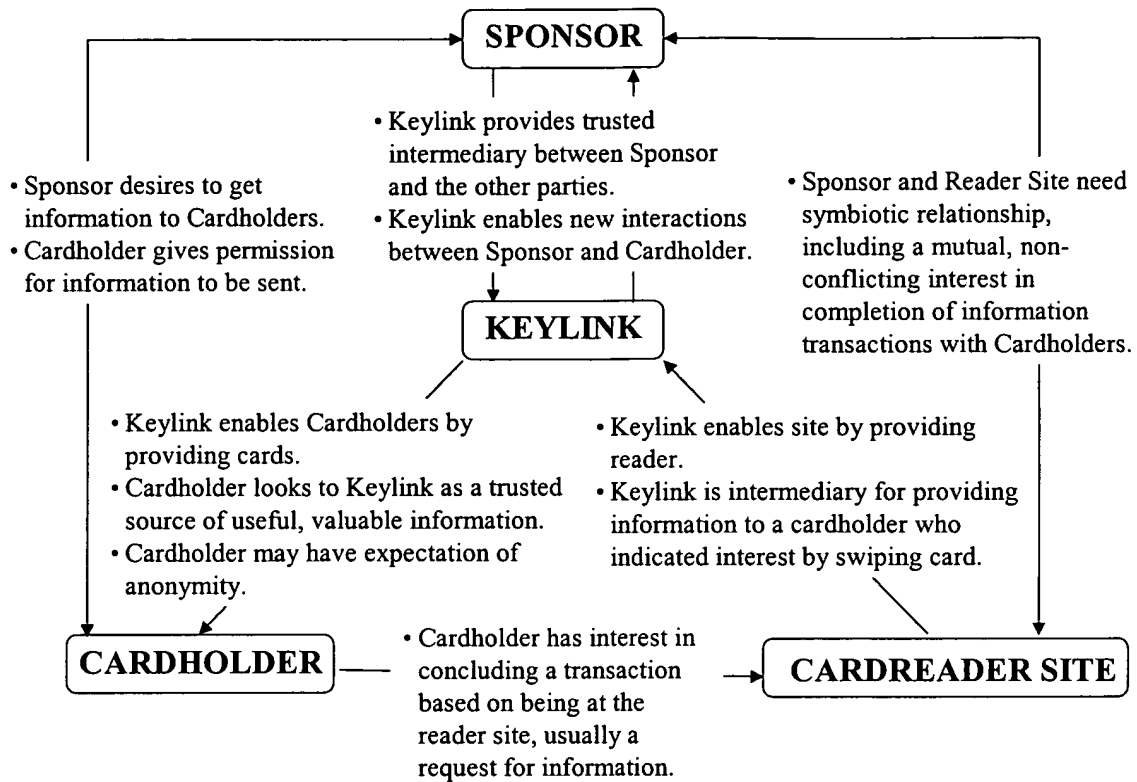 SPONSOR
• Keylink provides trusted
intermediary between Sponsor
and the other parties.
• Keylink enables new interactions
between Sponsor and Cardholder.
• Sponsor desires to get
information to Cardholders.
• Cardholder gives permission
for information to be sent.
• Sponsor and Reader Site need
symbiotic relationship,
including a mutual, non-
conflicting interest in
completion of information
transactions with Cardholders.
KEYLINK
• Keylink enables Cardholders by
providing cards.
• Cardholder looks to Keylink as a trusted
source of useful, valuable information.
• Cardholder may have expectation of
anonymity.
• Keylink enables site by providing
reader.
• Keylink is intermediary for providing
information to a cardholder who
indicated interest by swiping card.
CARDHOLDER
• Cardholder has interest in
concluding a transaction
based on being at the
reader site, usually a
request for information.
CARDREADER SITE